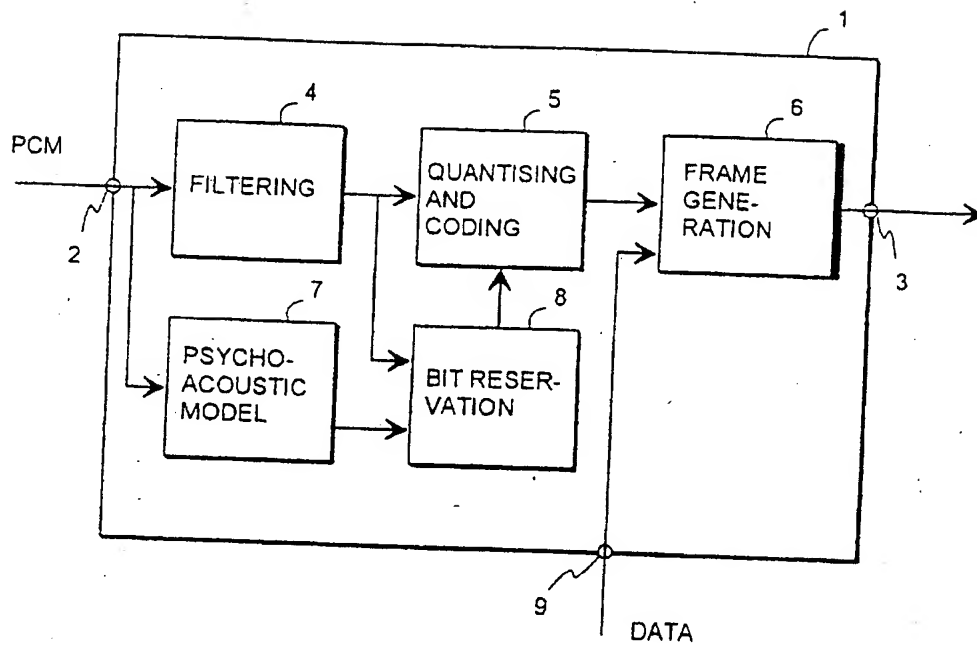 1
4
5
6
PCM
FILTERING
QUANTISING
AND
CODING
FRAME
GENE-
RATION
2
3
7
8
PSYCHO-
ACOUSTIC
MODEL
BIT RESER-
VATION
9
DATA